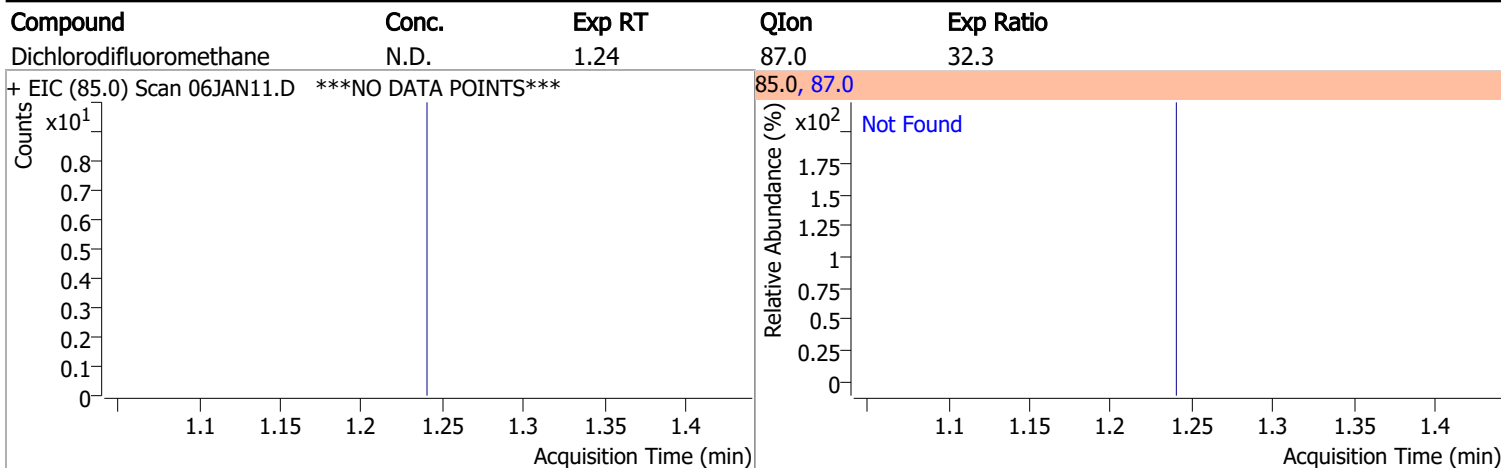 Compound Conc. Exp RT QIon Exp Ratio
Dichlorodifluoromethane N.D. 1.24 87.0 32.3
+ EIC (85.0) Scan 06JAN11.D ***NO DATA POINTS***
Counts
x10¹
0.8
0.7
0.6
0.5
0.4
0.3
0.2
0.1
0
1.1 1.15 1.2 1.25 1.3 1.35 1.4
Acquisition Time (min)
85.0, 87.0
Relative Abundance (%)
x10²
Not Found
1.75
1.5
1.25
1
0.75
0.5
0.25
0
1.1 1.15 1.2 1.25 1.3 1.35 1.4
Acquisition Time (min)